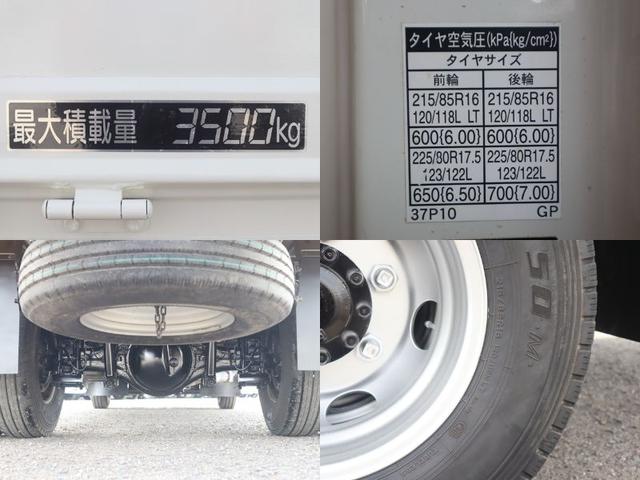 最大積載量 3500kg
タイヤ空気圧(kPa{kg/cm²})
タイヤサイズ
前輪 後輪
215/85R16 215/85R16
120/118L LT 120/118L LT
600{6.00} 600{6.00}
225/80R17.5 225/80R17.5
123/122L 123/122L
650{6.50} 700{7.00}
37P10 GP
50 M